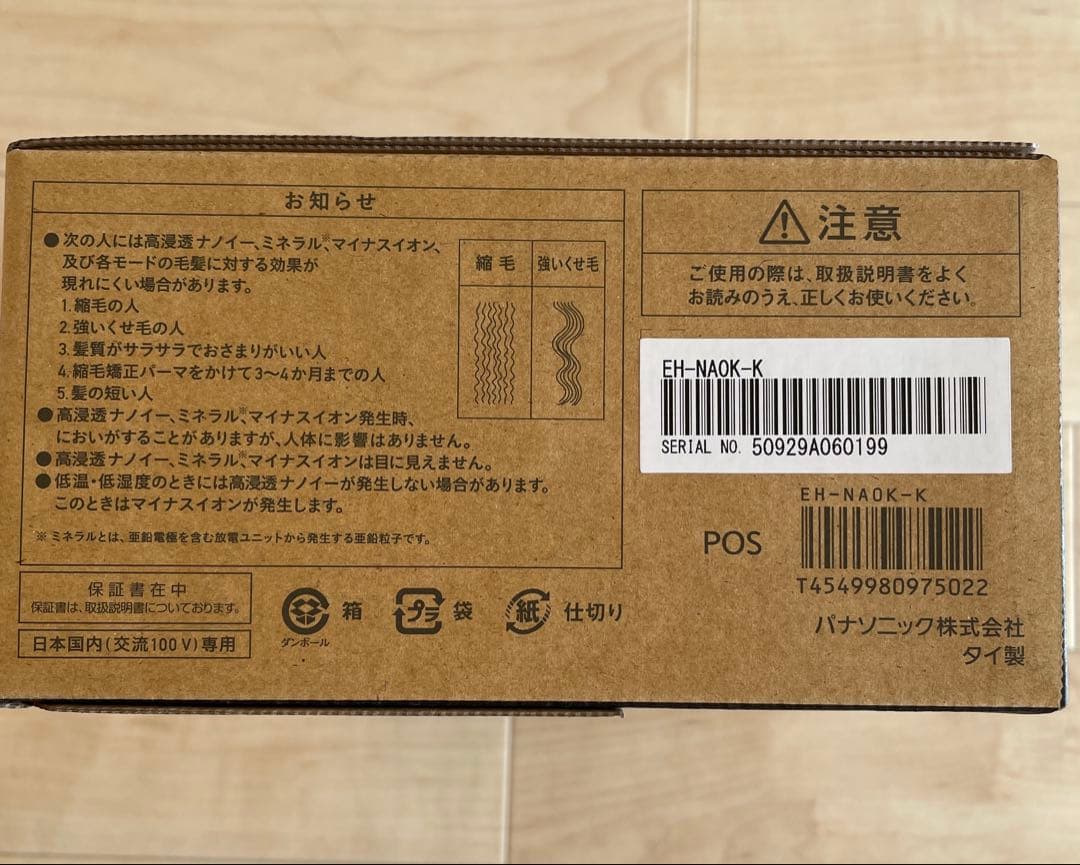 お知らせ
●次の人には高浸透ナノイー、ミネラル※、マイナスイオン、
及び各モードの毛髪に対する効果が
現れにくい場合があります。
1.縮毛の人
2.強いくせ毛の人
3.髪質がサラサラでおさまりがいい人
4.縮毛矯正パーマをかけて3〜4か月までの人
5.髪の短い人
縮毛
強いくせ毛
●高浸透ナノイー、ミネラル※、マイナスイオン発生時、
においがすることがありますが、人体に影響はありません。
●高浸透ナノイー、ミネラル※、マイナスイオンは目に見えません。
●低温・低湿度のときには高浸透ナノイーが発生しない場合があります。
このときはマイナスイオンが発生します。
※ミネラルとは、亜鉛電極を含む放電ユニットから発生する亜鉛粒子です。
保証書在中
保証書は、取扱説明書についております。
日本国内(交流100V)専用
ダンボール
箱
プラ
袋
紙
仕切り
注意
ご使用の際は、取扱説明書をよく
お読みのうえ、正しくお使いください。
EH-NA0K-K
SERIAL NO. 50929A060199
EH-NA0K-K
POS
T4549980975022
パナソニック株式会社
タイ製